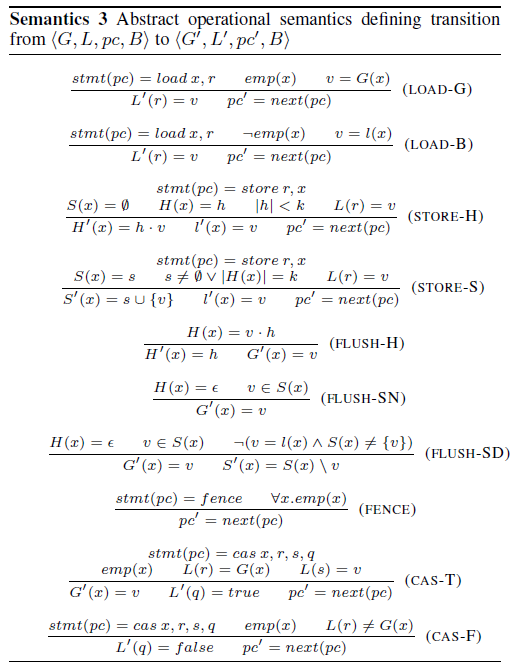 Semantics 3 Abstract operational semantics defining transition
from ⟨G, L, pc, B⟩ to ⟨G′, L′, pc′, B⟩
stmt(pc) = load x, r emp(x) v = G(x)
L′(r) = v pc′ = next(pc)
(LOAD-G)
stmt(pc) = load x, r ¬emp(x) v = l(x)
L′(r) = v pc′ = next(pc)
(LOAD-B)
stmt(pc) = store r, x
S(x) = ∅ H(x) = h |h| < k L(r) = v
H′(x) = h · v l′(x) = v pc′ = next(pc)
(STORE-H)
stmt(pc) = store r, x
S(x) = s s ≠ ∅ ∨ |H(x)| = k L(r) = v
S′(x) = s ∪ {v} l′(x) = v pc′ = next(pc)
(STORE-S)
H(x) = v · h
H′(x) = h G′(x) = v
(FLUSH-H)
H(x) = ϵ v ∈ S(x)
G′(x) = v
(FLUSH-SN)
H(x) = ϵ v ∈ S(x) ¬(v = l(x) ∧ S(x) ≠ {v})
G′(x) = v S′(x) = S(x) \ v
(FLUSH-SD)
stmt(pc) = fence ∀x.emp(x)
pc′ = next(pc)
(FENCE)
stmt(pc) = cas x, r, s, q
emp(x) L(r) = G(x) L(s) = v
G′(x) = v L′(q) = true pc′ = next(pc)
(CAS-T)
stmt(pc) = cas x, r, s, q emp(x) L(r) ≠ G(x)
L′(q) = false pc′ = next(pc)
(CAS-F)